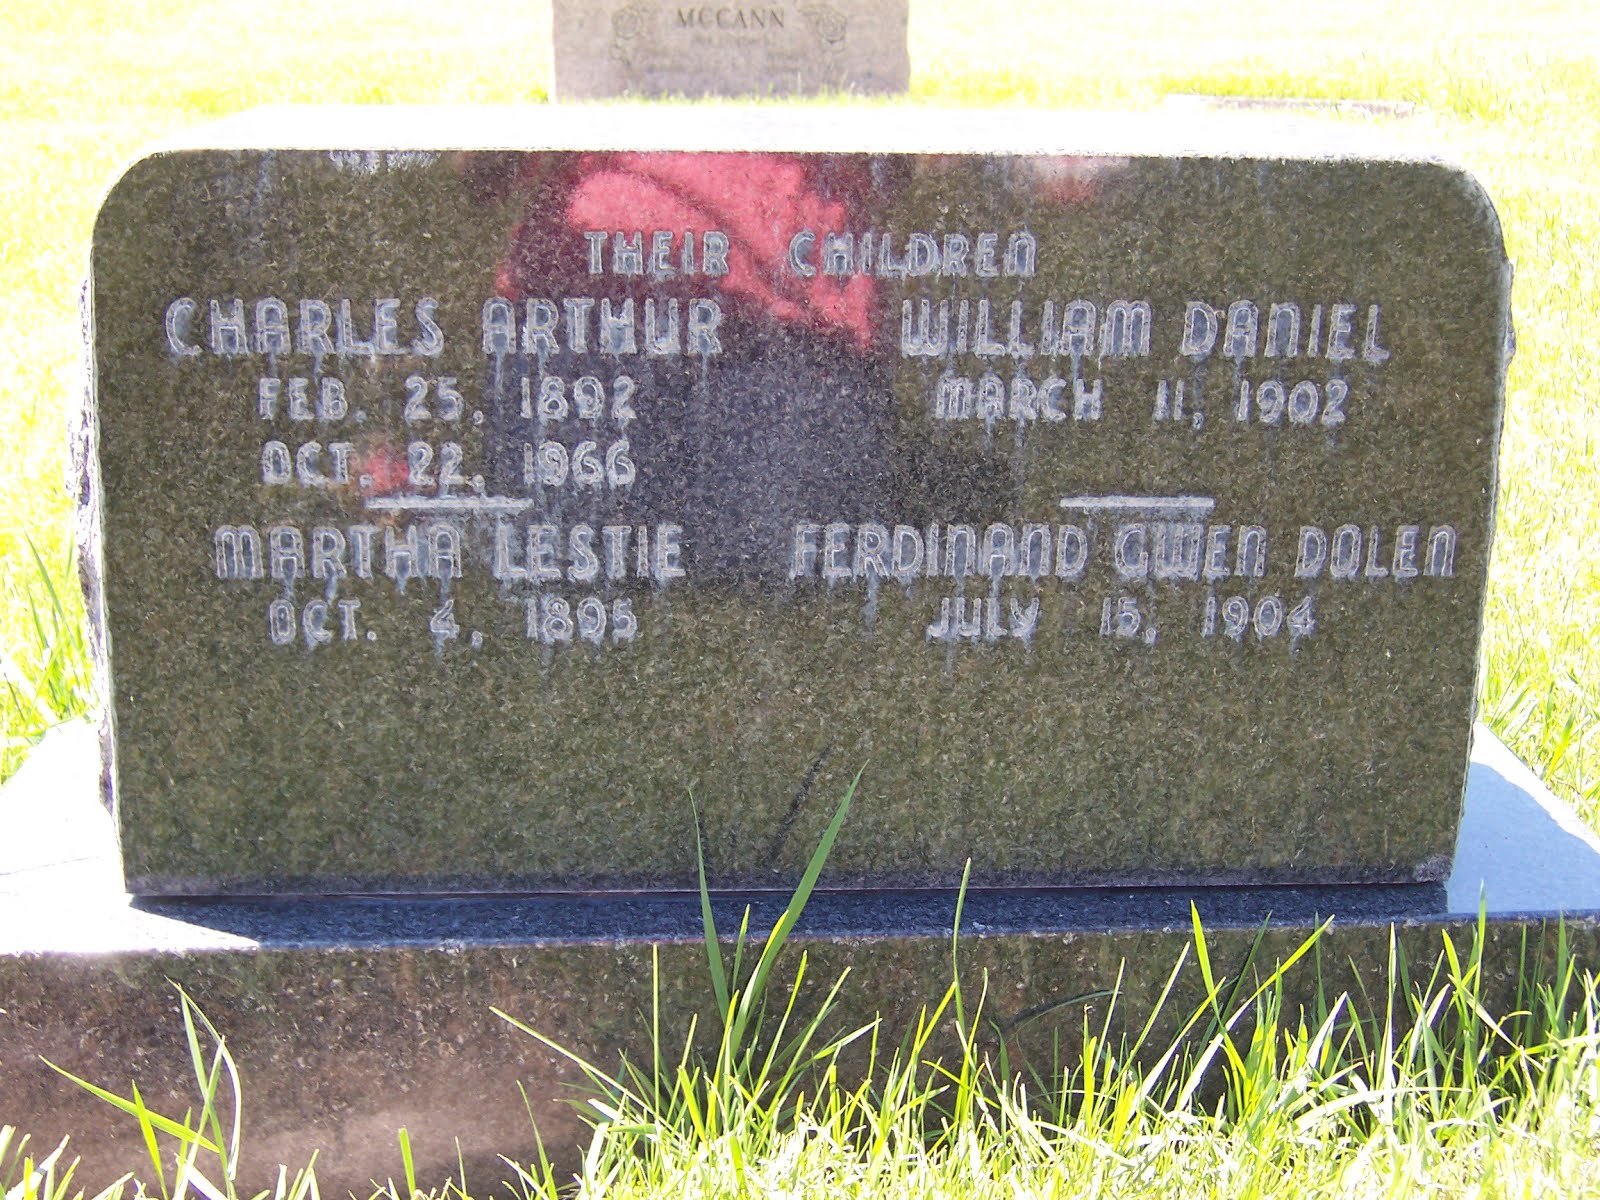 MCCANN
THEIR CHILDREN
CHARLES ARTHUR
FEB. 25, 1892
OCT. 22, 1966
MARTHA LESTIE
OCT. 4, 1895
WILLIAM DANIEL
MARCH 11, 1902
FERDINAND GWEN DOLEN
JULY 15, 1904